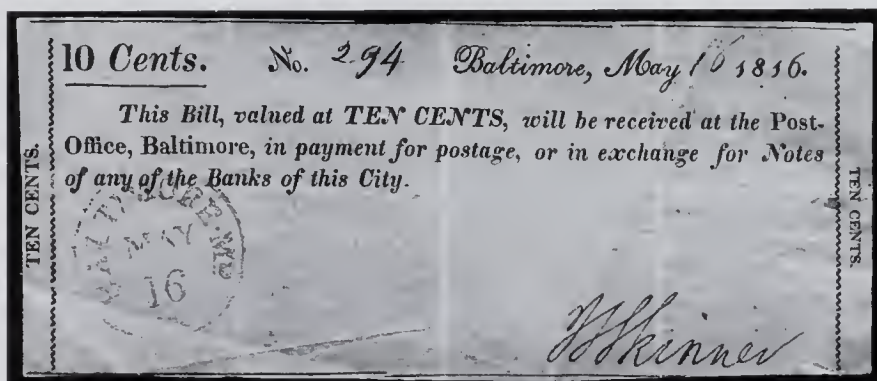 10 Cents. No. 294 Baltimore, May 16 1816.
This Bill, valued at TEN CENTS, will be received at the Post-
Office, Baltimore, in payment for postage, or in exchange for Notes
of any of the Banks of this City.
TEN CENTS.
TEN CENTS.
BALTIMORE. MD
MAY
16
Skinner